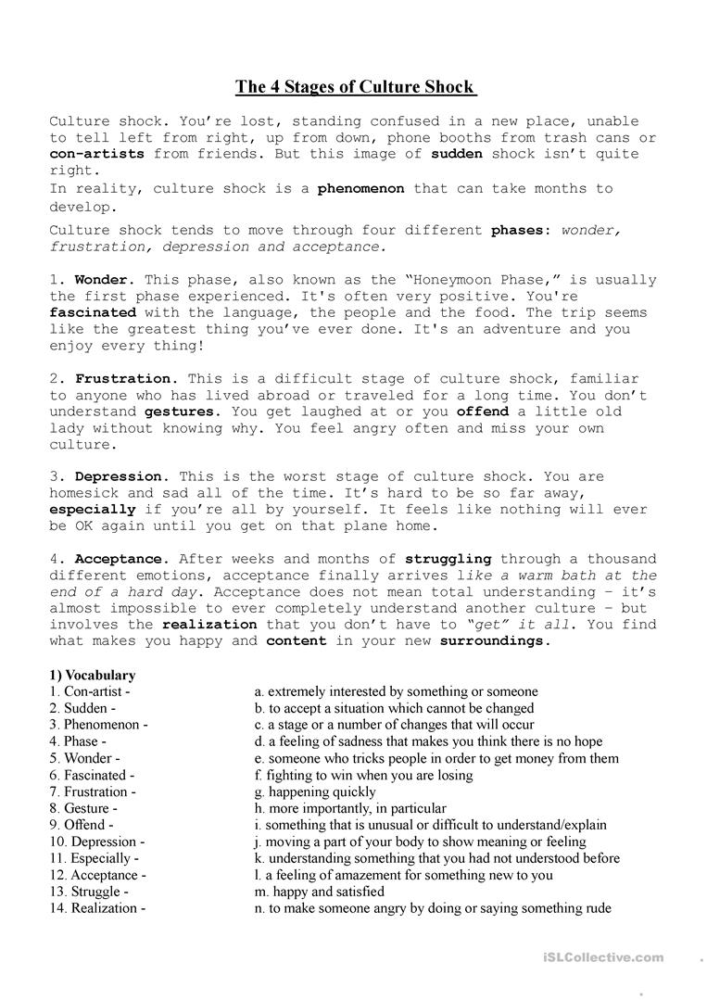 The 4 Stages of Culture Shock
Culture shock. You’re lost, standing confused in a new place, unable
to tell left from right, up from down, phone booths from trash cans or
con-artists from friends. But this image of sudden shock isn’t quite
right.
In reality, culture shock is a phenomenon that can take months to
develop.
Culture shock tends to move through four different phases: wonder,
frustration, depression and acceptance.
1. Wonder. This phase, also known as the “Honeymoon Phase,” is usually
the first phase experienced. It's often very positive. You're
fascinated with the language, the people and the food. The trip seems
like the greatest thing you’ve ever done. It's an adventure and you
enjoy every thing!
2. Frustration. This is a difficult stage of culture shock, familiar
to anyone who has lived abroad or traveled for a long time. You don’t
understand gestures. You get laughed at or you offend a little old
lady without knowing why. You feel angry often and miss your own
culture.
3. Depression. This is the worst stage of culture shock. You are
homesick and sad all of the time. It’s hard to be so far away,
especially if you’re all by yourself. It feels like nothing will ever
be OK again until you get on that plane home.
4. Acceptance. After weeks and months of struggling through a thousand
different emotions, acceptance finally arrives like a warm bath at the
end of a hard day. Acceptance does not mean total understanding – it’s
almost impossible to ever completely understand another culture – but
involves the realization that you don’t have to “get” it all. You find
what makes you happy and content in your new surroundings.
1) Vocabulary
1. Con-artist - a. extremely interested by something or someone
2. Sudden - b. to accept a situation which cannot be changed
3. Phenomenon - c. a stage or a number of changes that will occur
4. Phase - d. a feeling of sadness that makes you think there is no hope
5. Wonder - e. someone who tricks people in order to get money from them
6. Fascinated - f. fighting to win when you are losing
7. Frustration - g. happening quickly
8. Gesture - h. more importantly, in particular
9. Offend - i. something that is unusual or difficult to understand/explain
10. Depression - j. moving a part of your body to show meaning or feeling
11. Especially - k. understanding something that you had not understood before
12. Acceptance - l. a feeling of amazement for something new to you
13. Struggle - m. happy and satisfied
14. Realization - n. to make someone angry by doing or saying something rude
iSLCollective.com